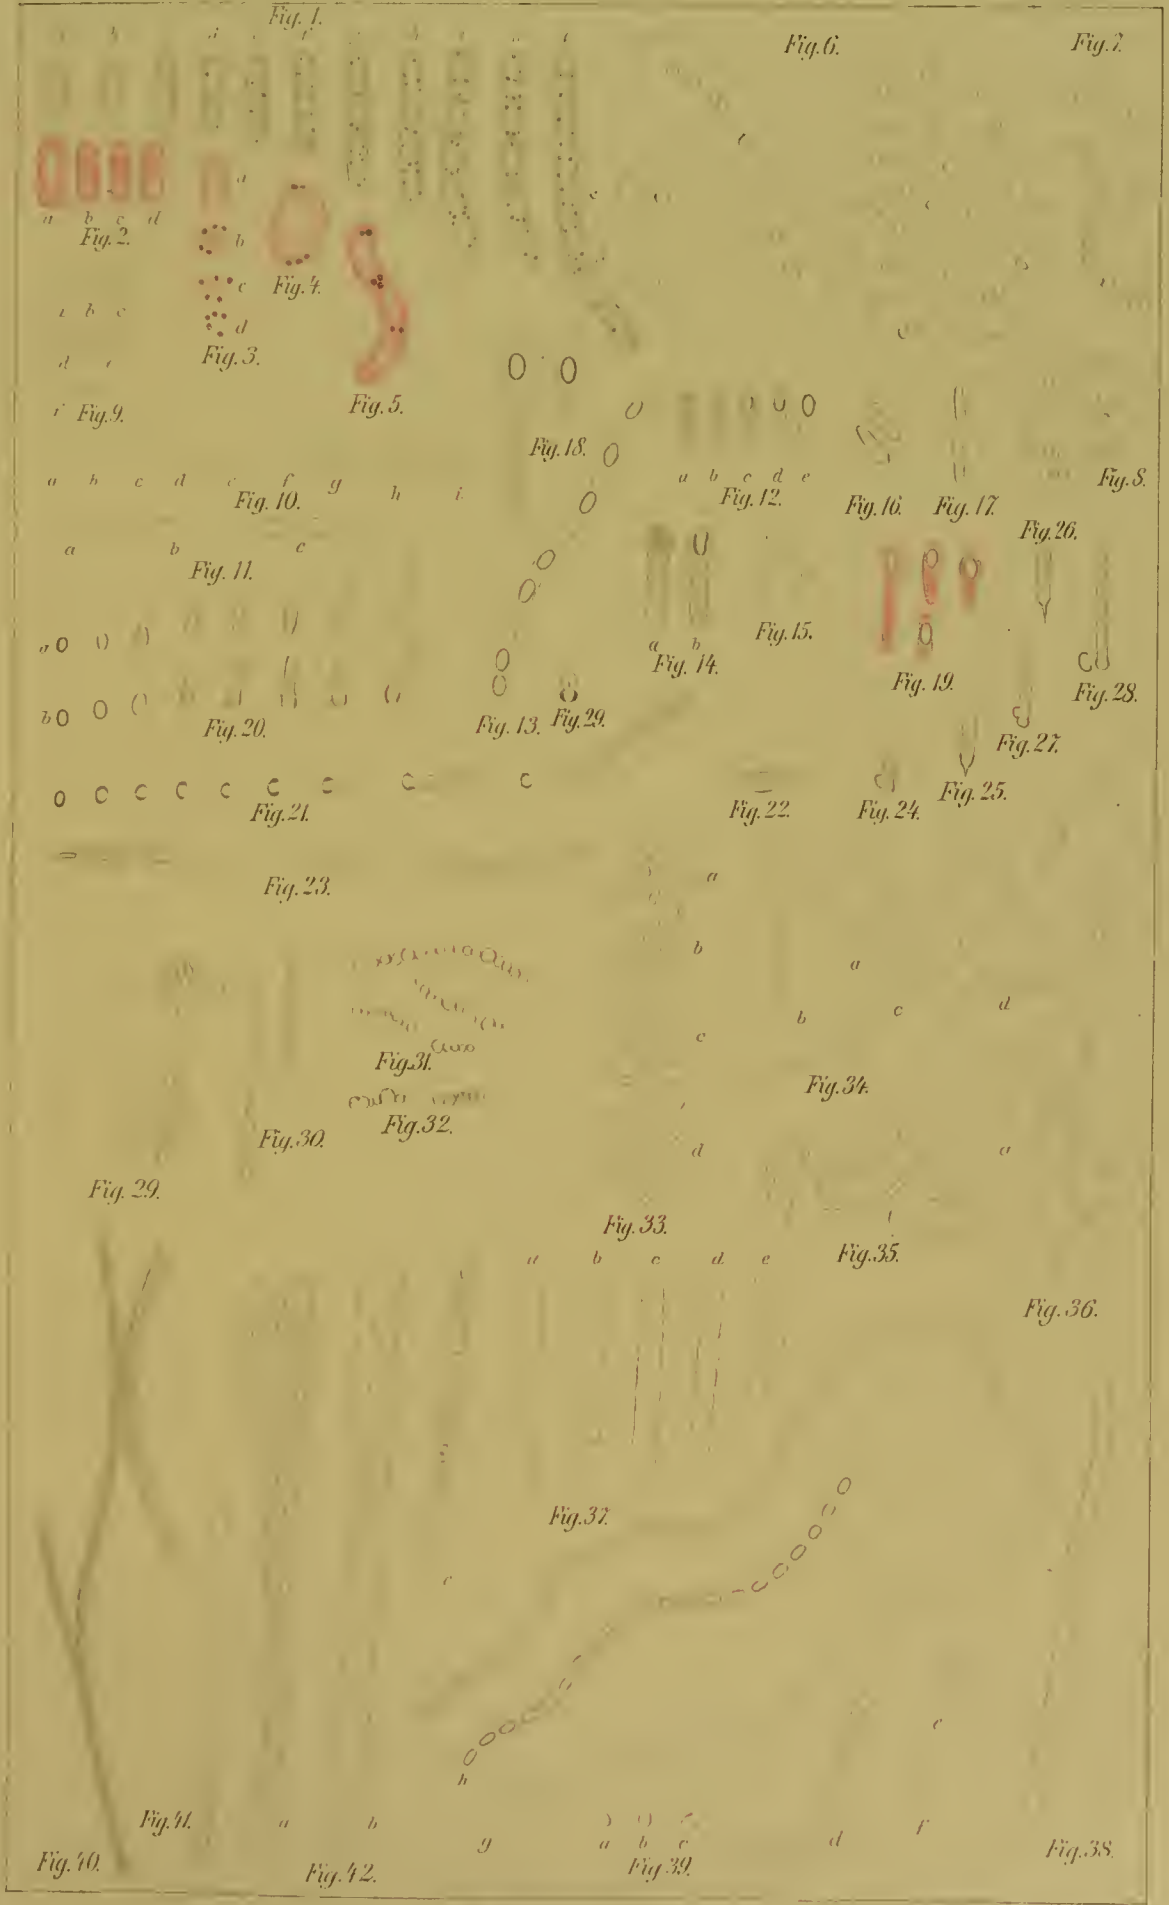 Fig. 1.
Fig. 6.
Fig. 7.
a
a b c d
Fig. 2.
b
c
Fig. 4.
b c
d
Fig. 3.
d
Fig. 9.
Fig. 5.
Fig. 18.
a b c d e f g h i.
Fig. 10.
a b c d e
Fig. 12.
Fig. 8.
Fig. 16.
Fig. 17.
Fig. 26.
a b c
Fig. 11.
Fig. 15.
a b
Fig. 14.
Fig. 19.
a
Fig. 28.
b
Fig. 20.
Fig. 13.
Fig. 29.
Fig. 27.
Fig. 21.
Fig. 22.
Fig. 24.
Fig. 25.
Fig. 23.
a
b
a
b c d
c
Fig. 31.
Fig. 34.
Fig. 30.
Fig. 32.
d
a
Fig. 29.
Fig. 33.
Fig. 35.
a b c d e
Fig. 36.
Fig. 37.
e
h
Fig. 41.
a b
g
a b c
d
f
Fig. 40.
Fig. 42.
Fig. 39.
Fig. 38.